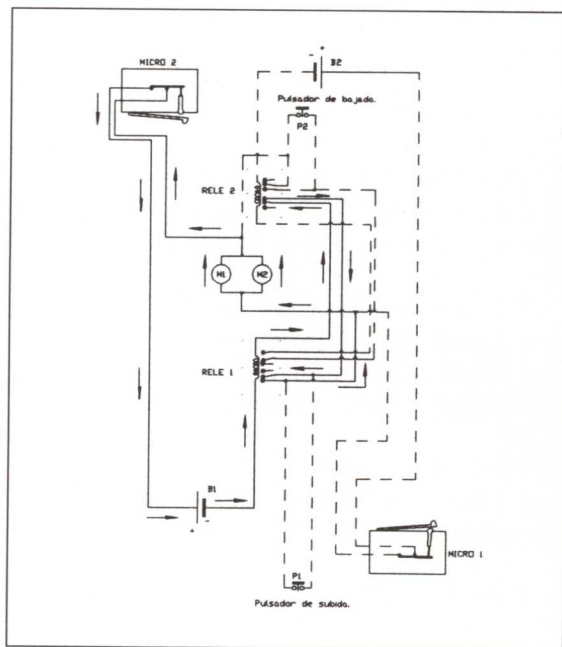 MICRO 2
B2
- +
Pulsador de bajada.
P2
RELE 2
M1
M2
RELE 1
B1
+ -
MICRO 1
P1
Pulsador de subida.